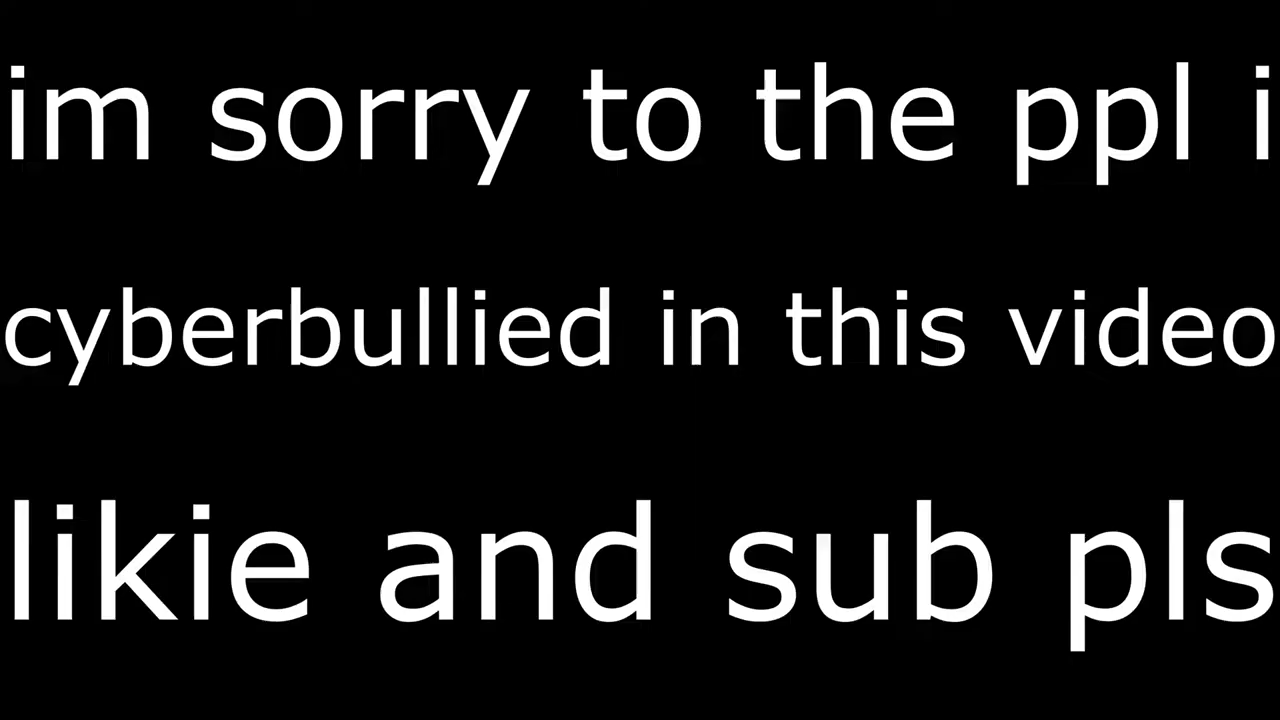 im sorry to the ppl i
cyberbullied in this video
likie and sub pls